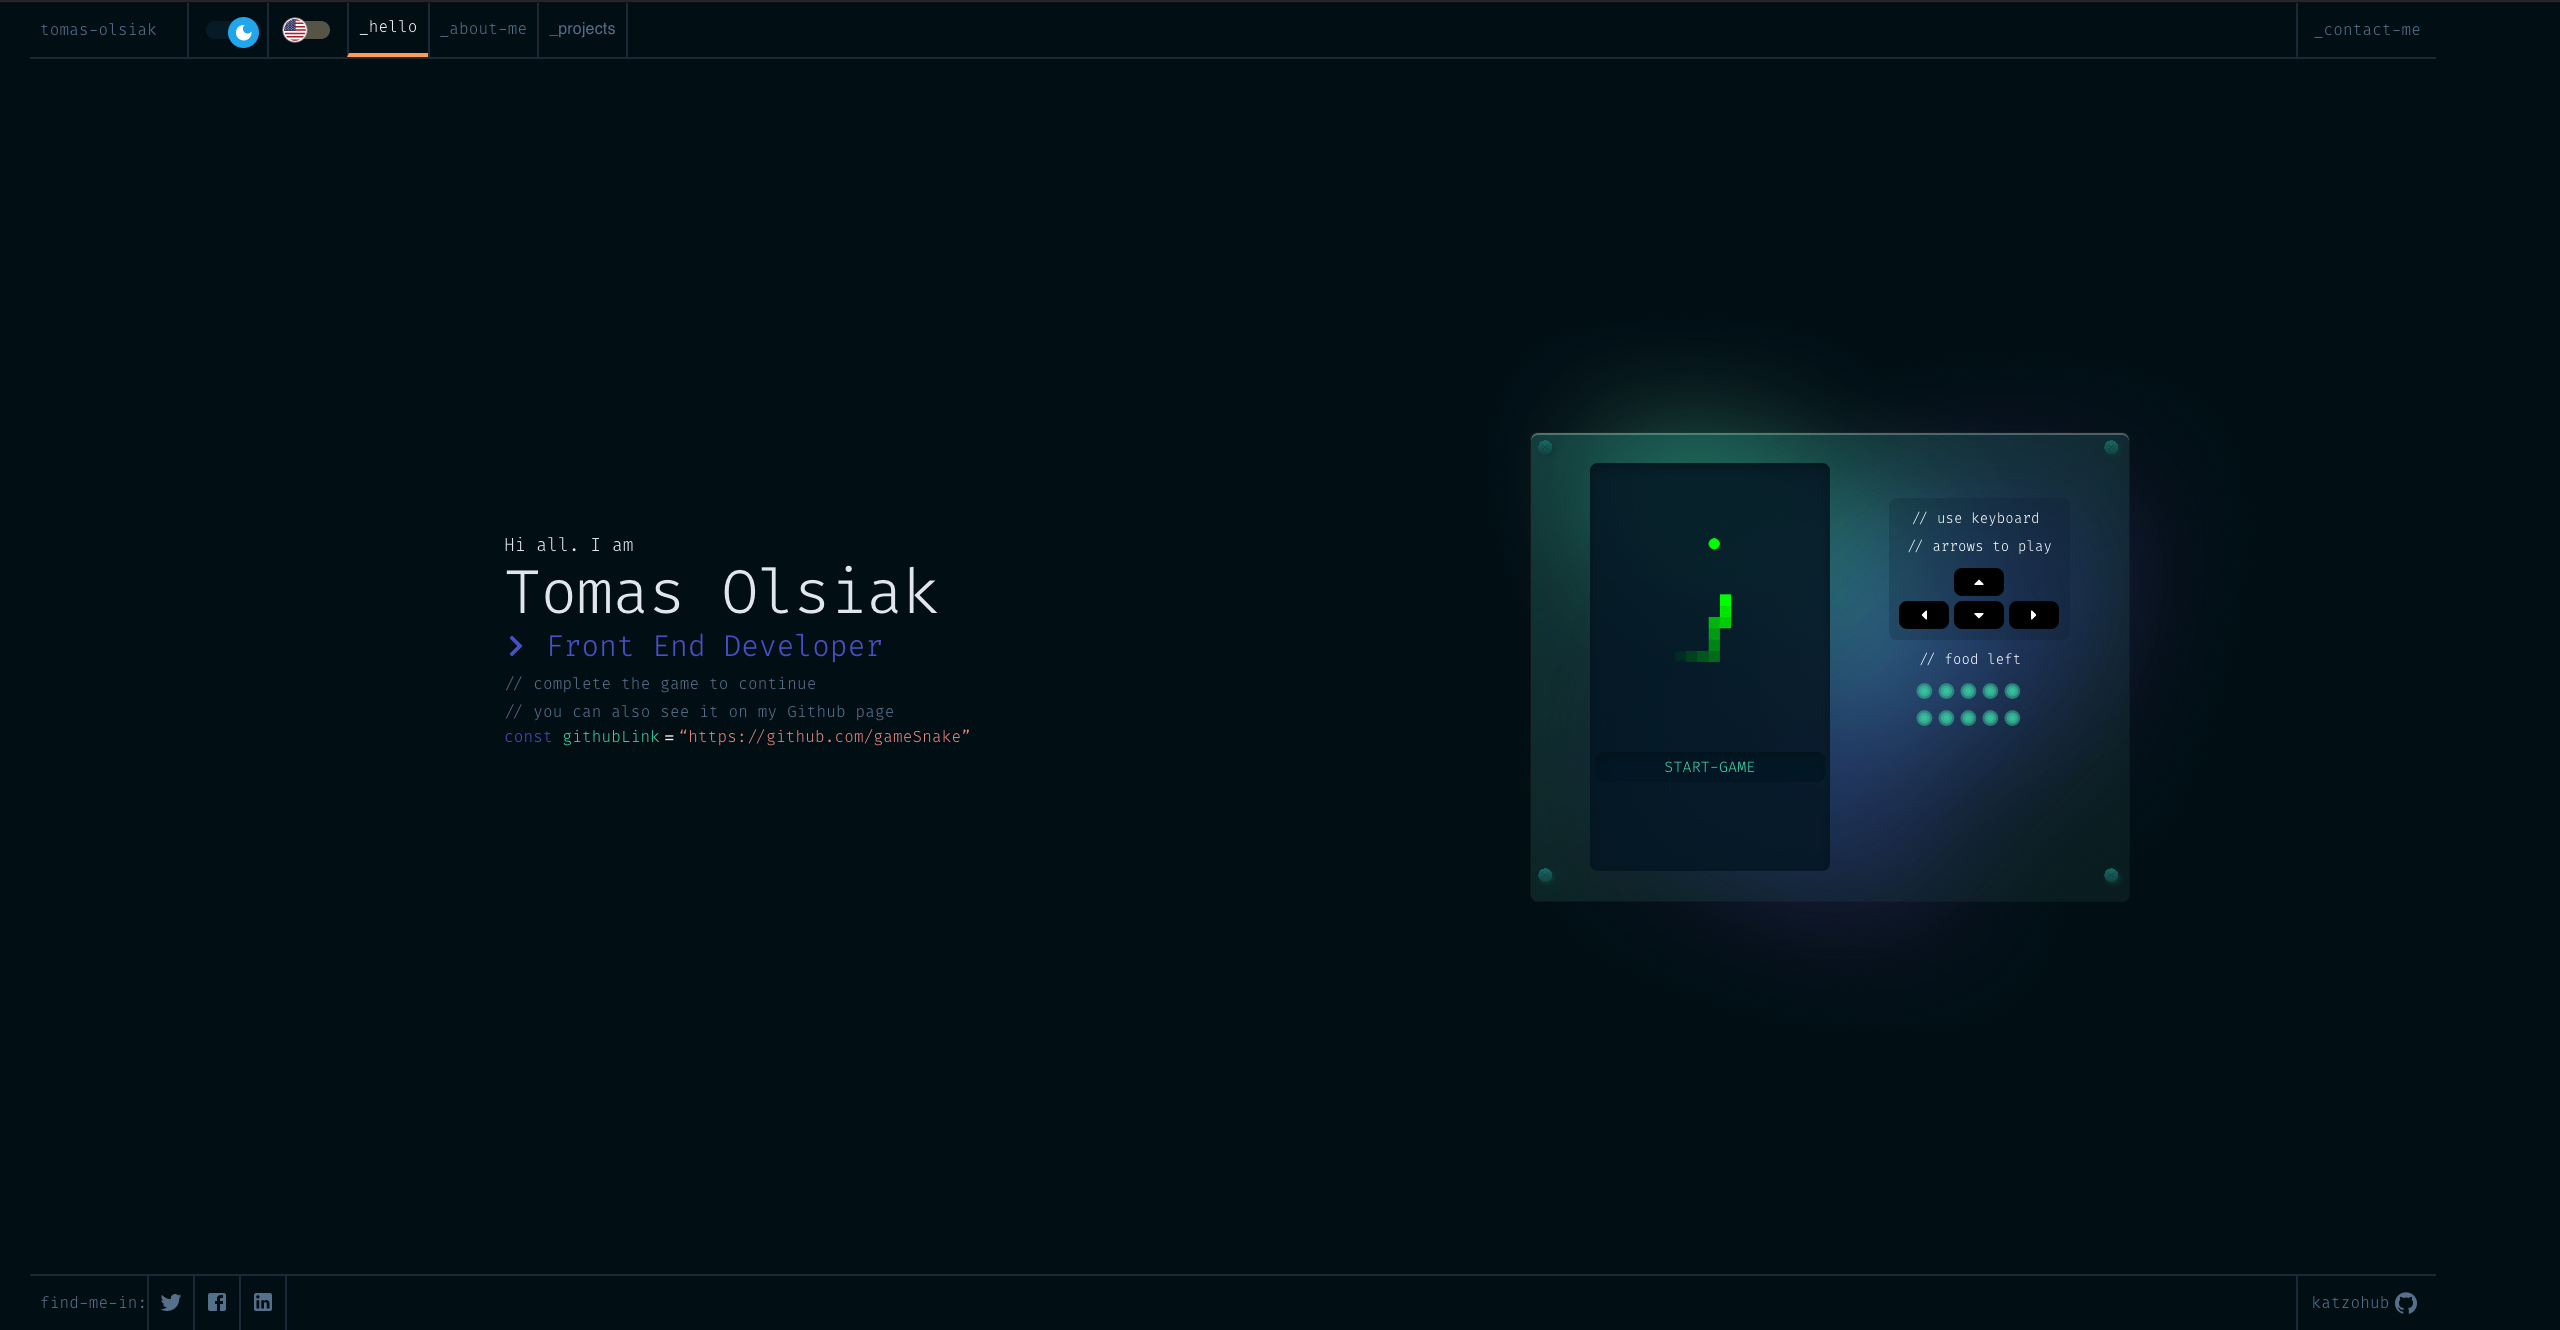 tomas-olsiak
_hello
_about-me
_projects
_contact-me
Hi all. I am
Tomas Olsiak
Front End Developer
// complete the game to continue
// you can also see it on my Github page
const githubLink = “https://github.com/gameSnake”
START-GAME
// use keyboard
// arrows to play
// food left
find-me-in:
katzohub